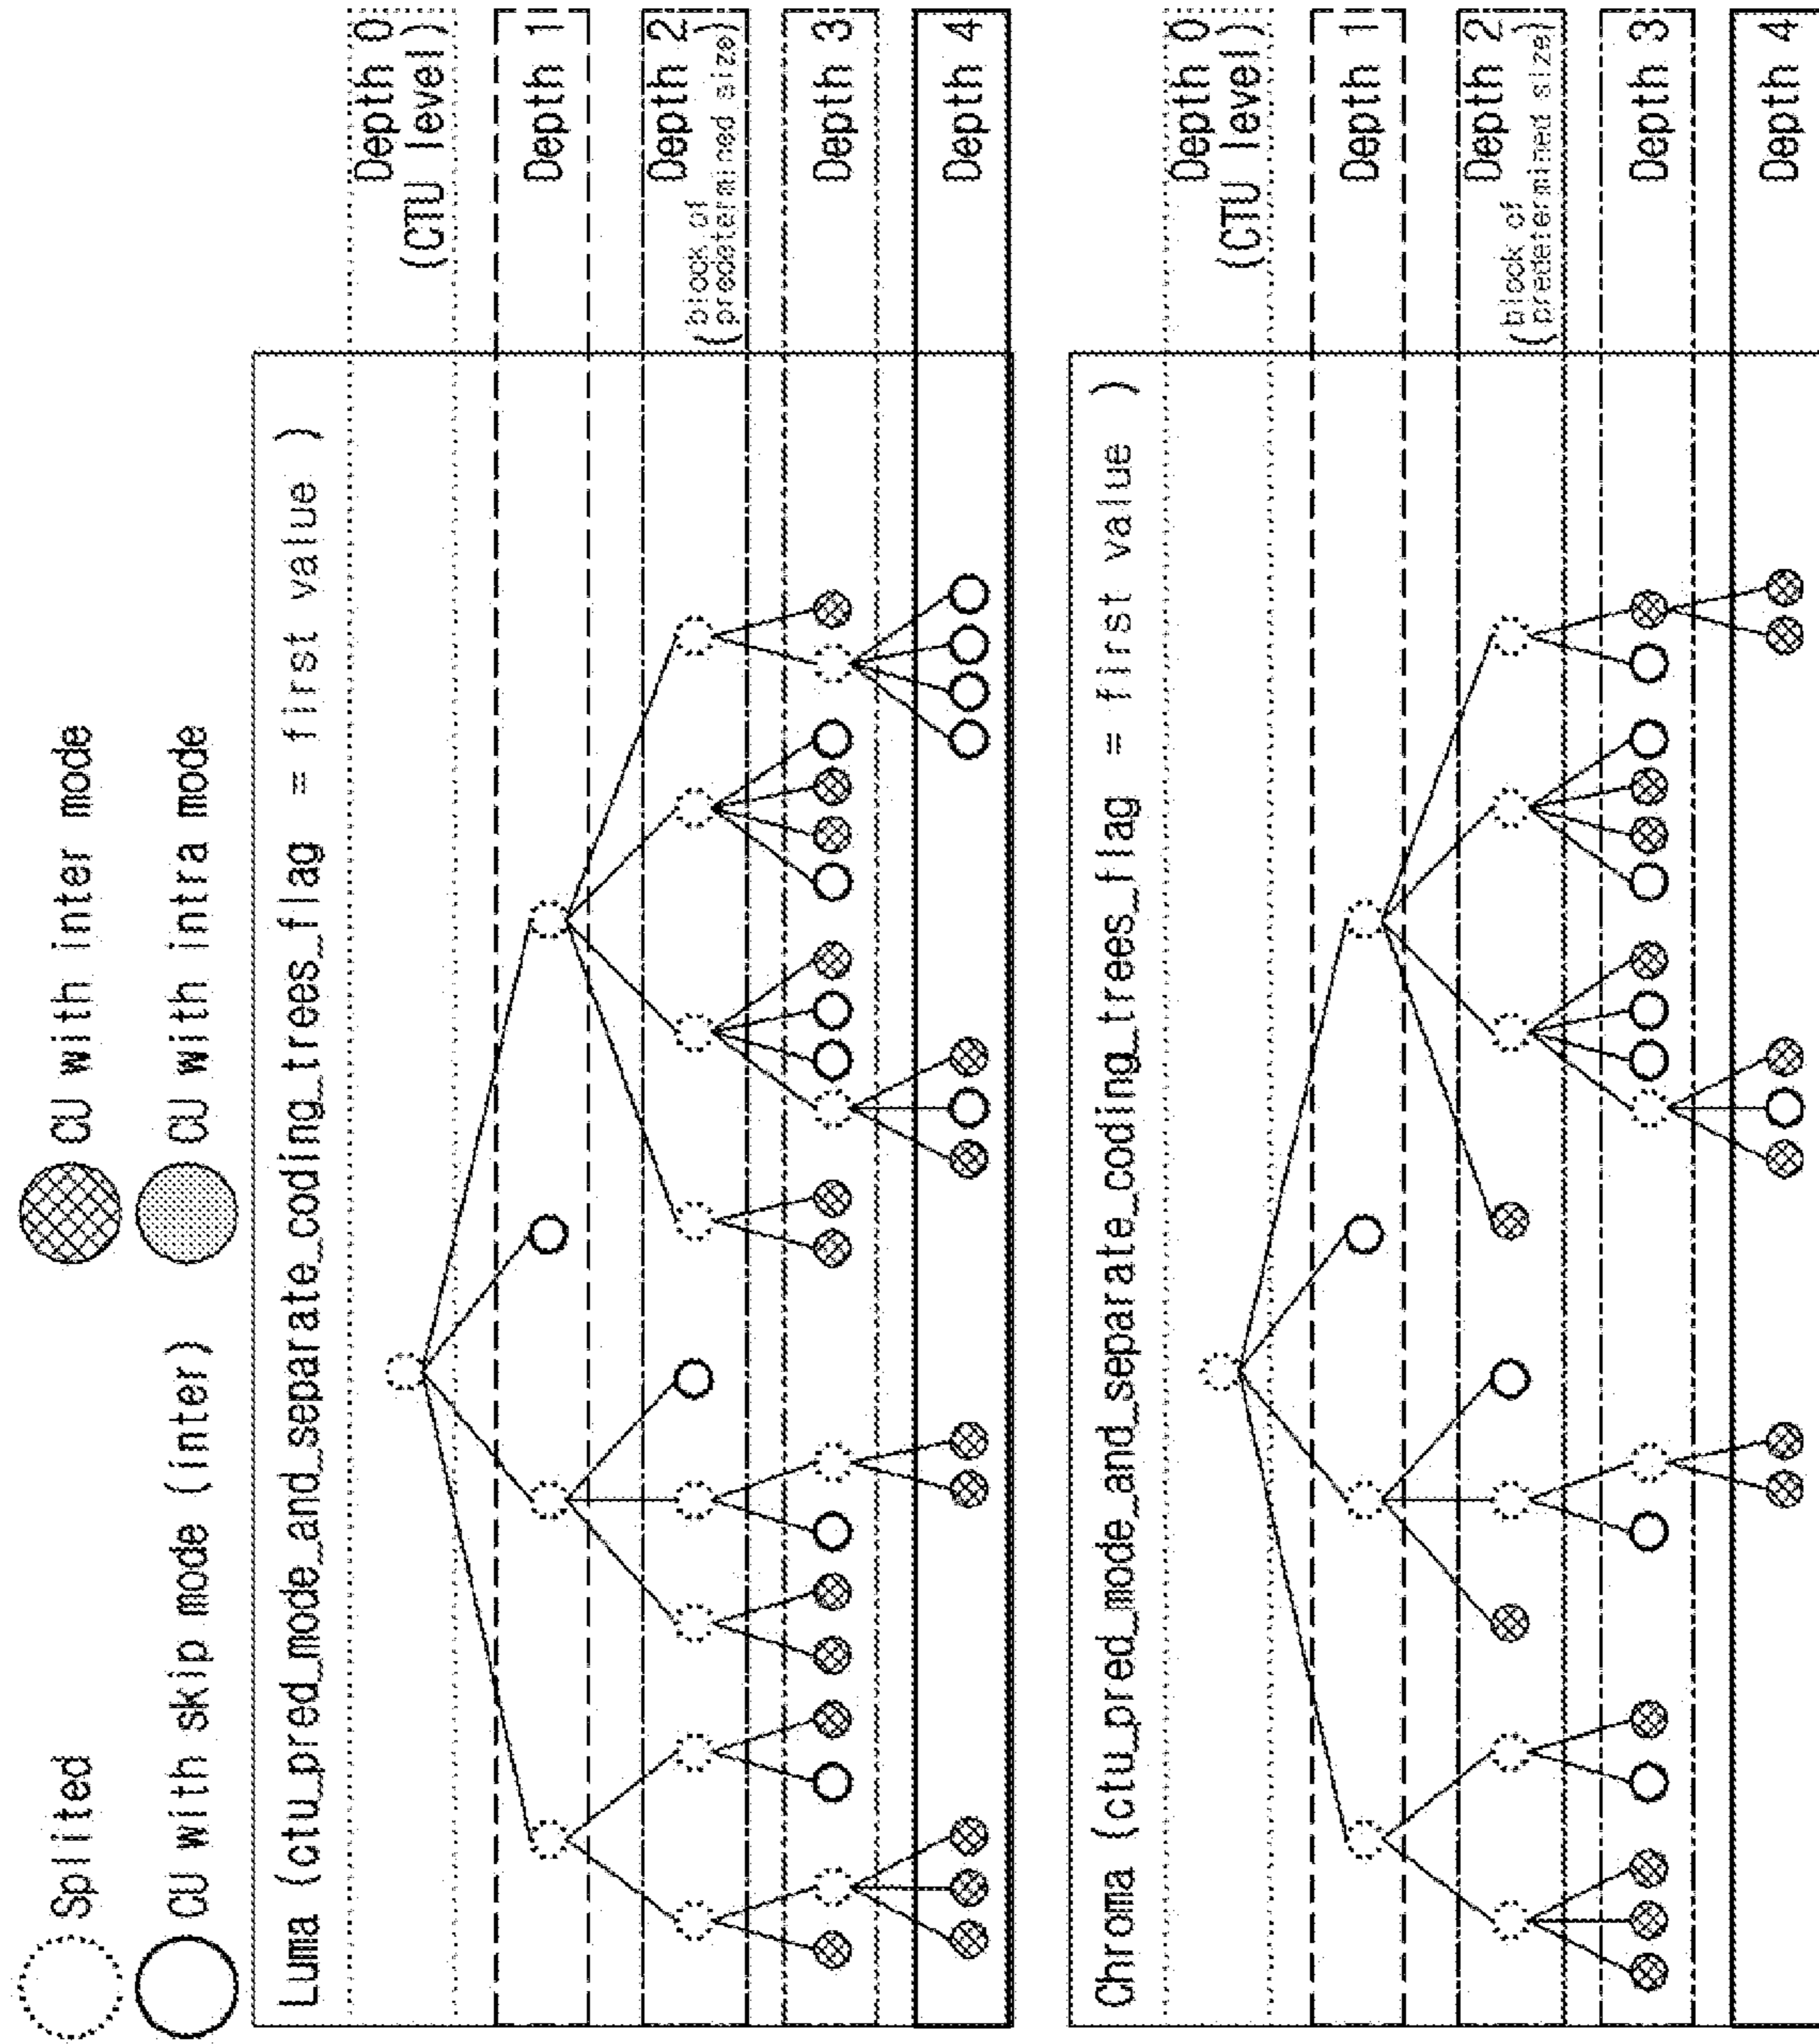 Splited
CU with inter mode
CU with skip mode (inter)
CU with intra mode
Luma (ctu_pred_mode_and_separate_coding_trees_flag = first value )
Depth 0
(CTU level)
Depth 1
Depth 2
(block of
predetermined size)
Depth 3
Depth 4
Chroma (ctu_pred_mode_and_separate_coding_trees_flag = first value )
Depth 0
(CTU level)
Depth 1
Depth 2
(block of
predetermined size)
Depth 3
Depth 4